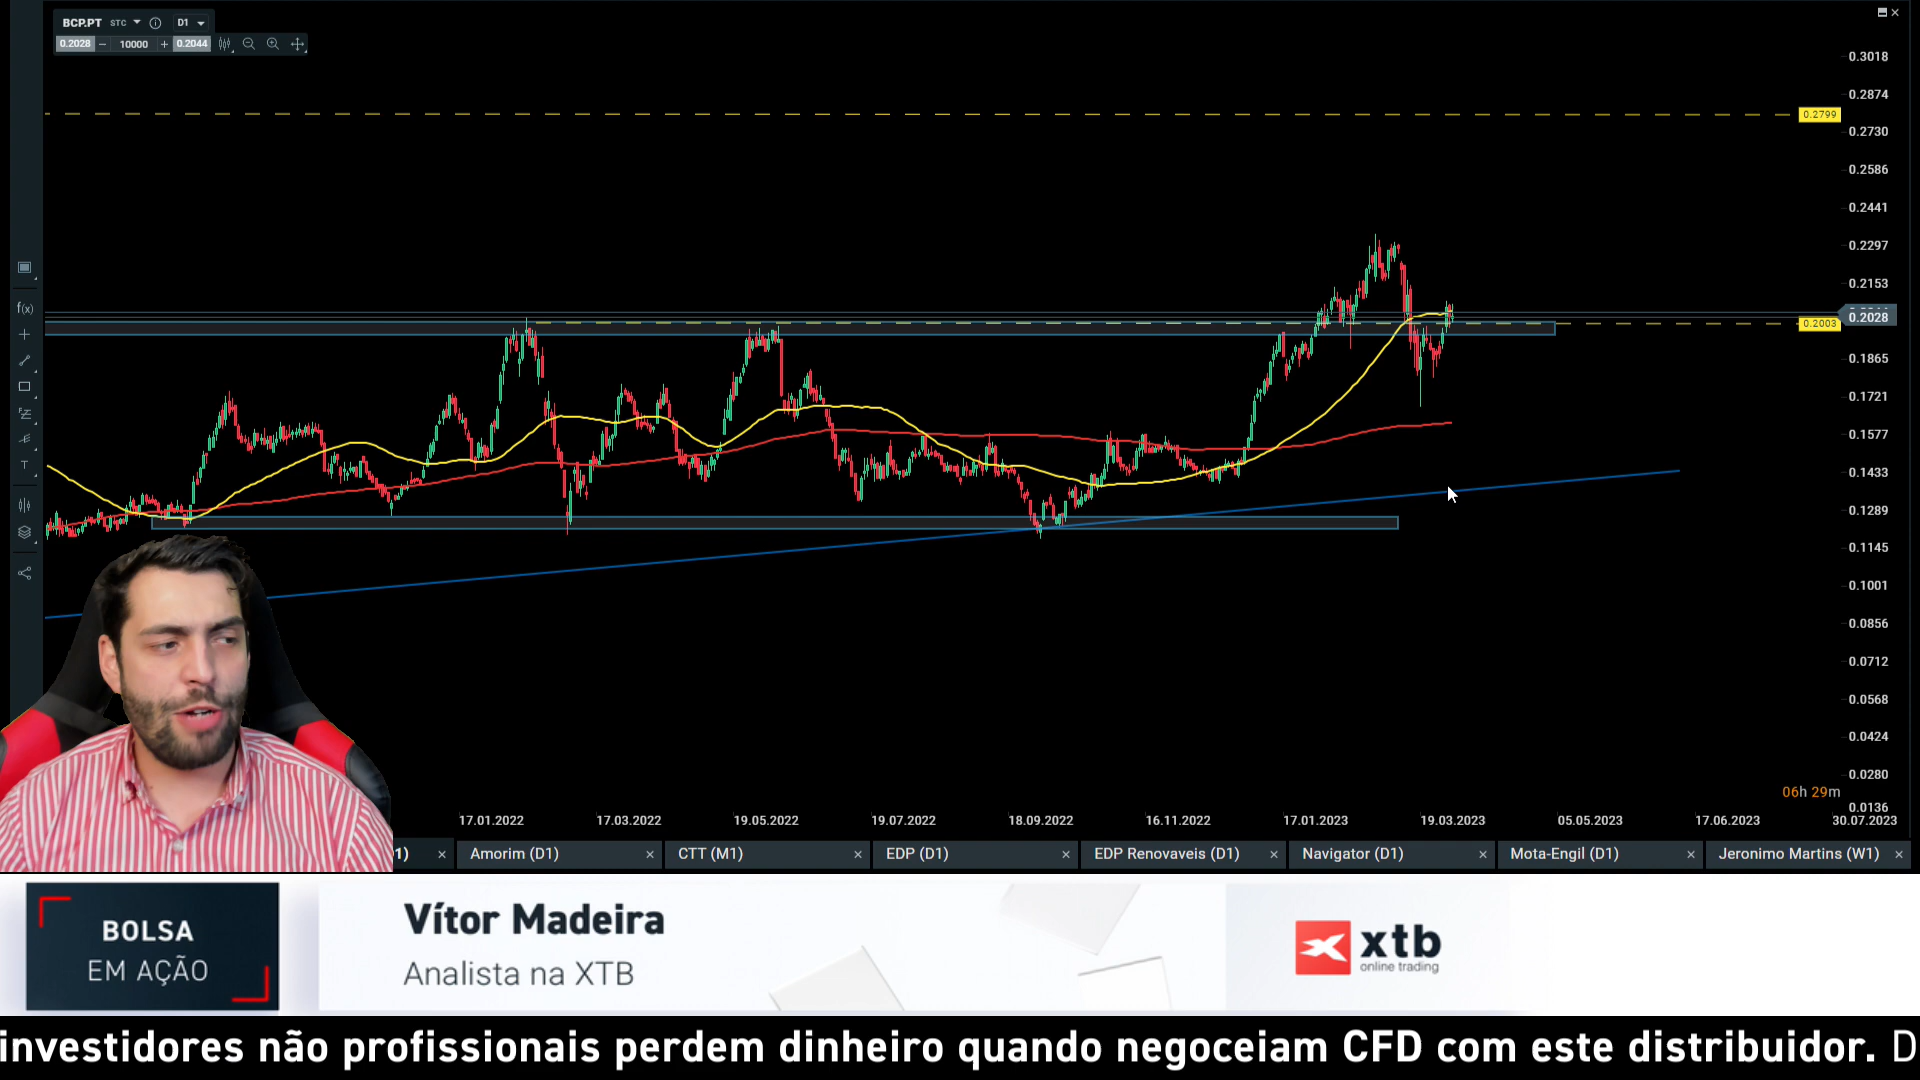 BCP.PT STC D1
0.2028 – 10000 + 0.2044
0.3018
0.2874
0.2799
0.2730
0.2586
0.2441
0.2297
0.2153
0.2028
0.2003
0.1865
0.1721
0.1577
0.1433
0.1289
0.1145
0.1001
0.0856
0.0712
0.0568
0.0424
0.0280
06h 29m
0.0136
f(x)
T
17.01.2022 17.03.2022 19.05.2022 19.07.2022 18.09.2022 16.11.2022 17.01.2023 19.03.2023 05.05.2023 17.06.2023 30.07.2023
1) × Amorim (D1) × CTT (M1) × EDP (D1) × EDP Renovaveis (D1) × Navigator (D1) × Mota-Engil (D1) × Jeronimo Martins (W1) ×
BOLSA
EM AÇÃO
Vítor Madeira
Analista na XTB
xtb
online trading
investidores não profissionais perdem dinheiro quando negoceiam CFD com este distribuidor. D